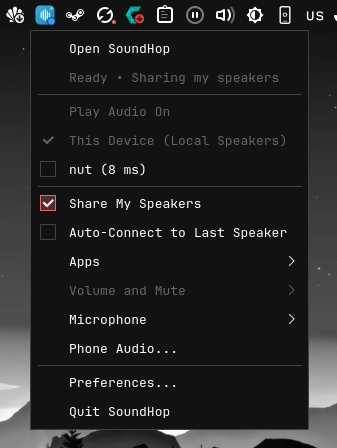 US
Open SoundHop
Ready • Sharing my speakers
Play Audio On
This Device (Local Speakers)
nut (8 ms)
Share My Speakers
Auto-Connect to Last Speaker
Apps
Volume and Mute
Microphone
Phone Audio...
Preferences...
Quit SoundHop